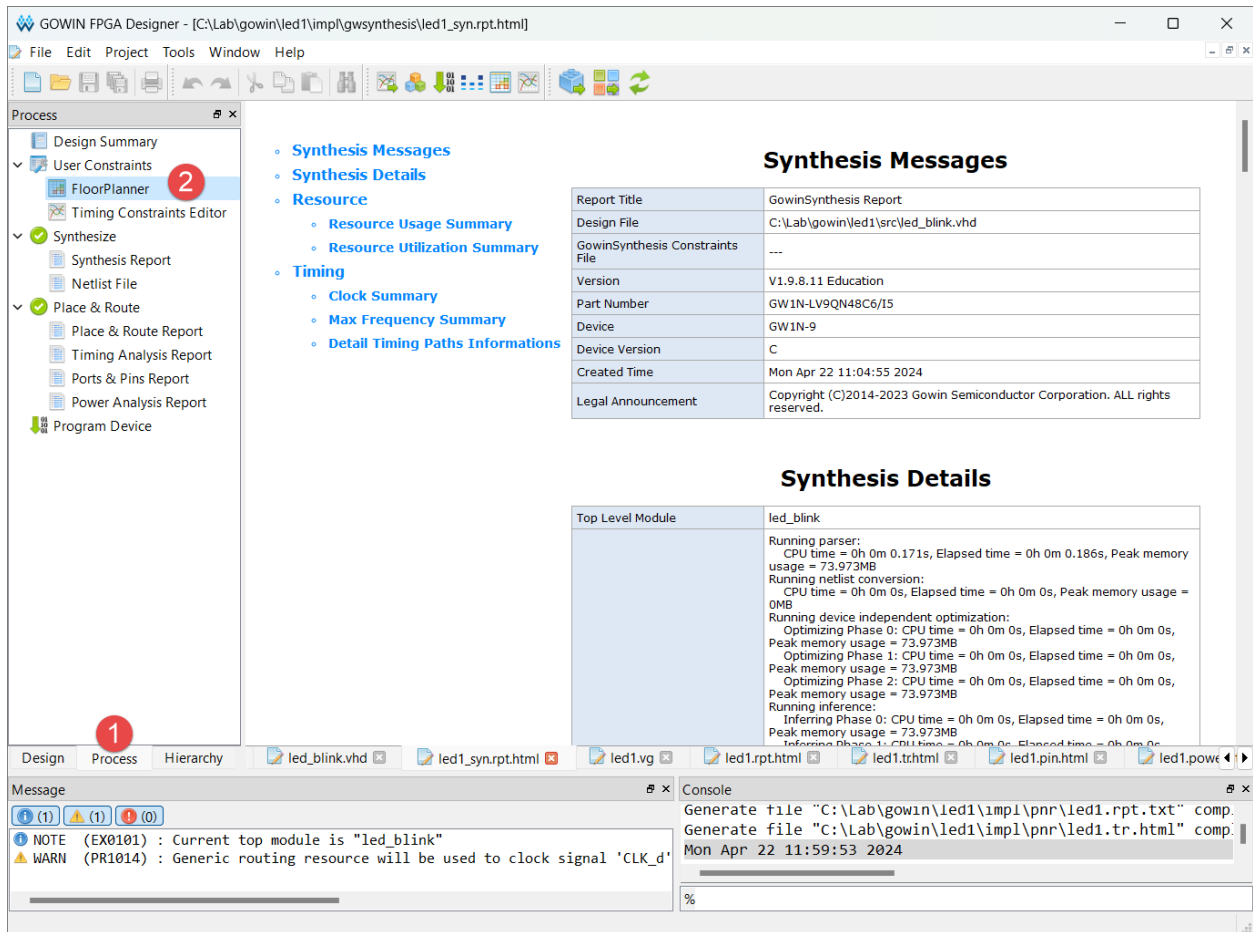 GOWIN FPGA Designer - [C:\Lab\gowin\led1\impl\gwsynthesis\led1_syn.rpt.html]
File Edit Project Tools Window Help
Process
Design Summary
User Constraints
FloorPlanner
2
Timing Constraints Editor
Synthesize
Synthesis Report
Netlist File
Place & Route
Place & Route Report
Timing Analysis Report
Ports & Pins Report
Power Analysis Report
Program Device
1
Design Process Hierarchy
Synthesis Messages
Synthesis Details
Resource
Resource Usage Summary
Resource Utilization Summary
Timing
Clock Summary
Max Frequency Summary
Detail Timing Paths Informations
Synthesis Messages
Report Title GowinSynthesis Report
Design File C:\Lab\gowin\led1\src\led_blink.vhd
GowinSynthesis Constraints
File ---
Version V1.9.8.11 Education
Part Number GW1N-LV9QN48C6/I5
Device GW1N-9
Device Version C
Created Time Mon Apr 22 11:04:55 2024
Legal Announcement Copyright (C)2014-2023 Gowin Semiconductor Corporation. ALL rights
reserved.
Synthesis Details
Top Level Module led_blink
Running parser:
CPU time = 0h 0m 0.171s, Elapsed time = 0h 0m 0.186s, Peak memory
usage = 73.973MB
Running netlist conversion:
CPU time = 0h 0m 0s, Elapsed time = 0h 0m 0s, Peak memory usage =
0MB
Running device independent optimization:
Optimizing Phase 0: CPU time = 0h 0m 0s, Elapsed time = 0h 0m 0s,
Peak memory usage = 73.973MB
Optimizing Phase 1: CPU time = 0h 0m 0s, Elapsed time = 0h 0m 0s,
Peak memory usage = 73.973MB
Optimizing Phase 2: CPU time = 0h 0m 0s, Elapsed time = 0h 0m 0s,
Peak memory usage = 73.973MB
Running inference:
Inferring Phase 0: CPU time = 0h 0m 0s, Elapsed time = 0h 0m 0s,
Peak memory usage = 73.973MB
Inferring Phase 1: CPU time = 0h 0m 0s, Elapsed time = 0h 0m 0s,
led_blink.vhd led1_syn.rpt.html led1.vg led1.rpt.html led1.tr.html led1.pin.html led1.powe
Message
(1) (1) (0)
NOTE (EX0101) : Current top module is "led_blink"
WARN (PR1014) : Generic routing resource will be used to clock signal 'CLK_d'
Console
Generate file "C:\Lab\gowin\led1\impl\pnr\led1.rpt.txt" comp
Generate file "C:\Lab\gowin\led1\impl\pnr\led1.tr.html" comp
Mon Apr 22 11:59:53 2024
%